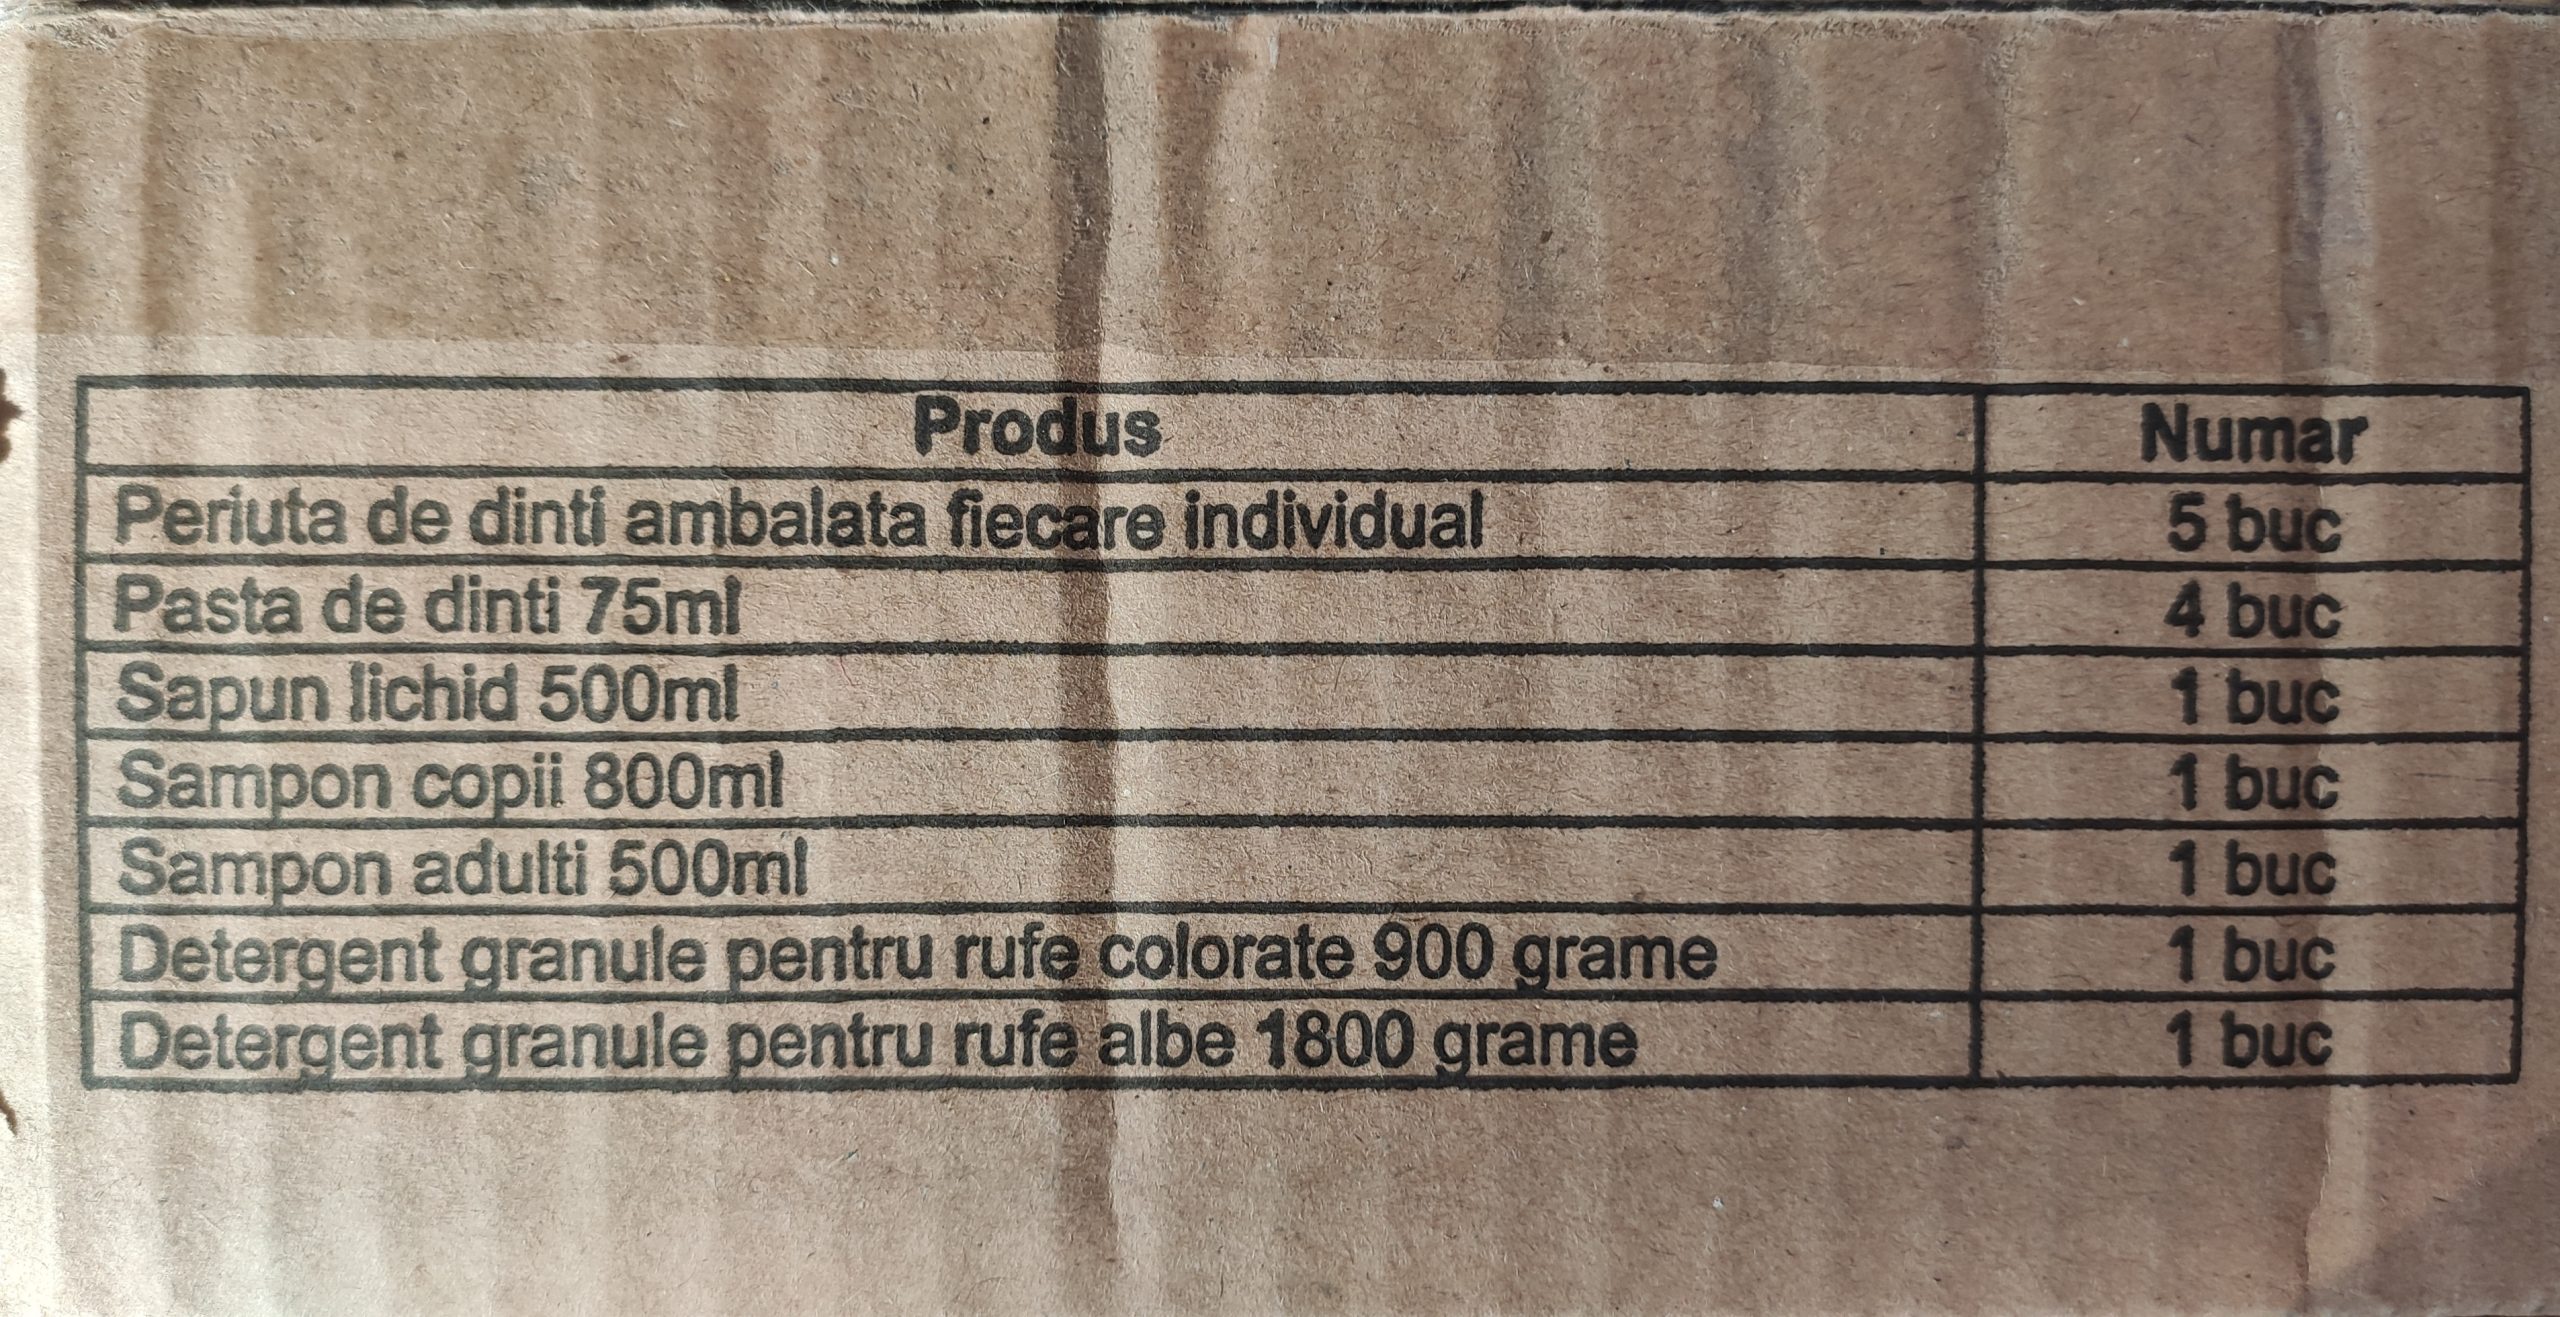 Produs Numar
Periuta de dinti ambalata fiecare individual 5 buc
Pasta de dinti 75ml 4 buc
Sapun lichid 500ml 1 buc
Sampon copii 800ml 1 buc
Sampon adulti 500ml 1 buc
Detergent granule pentru rufe colorate 900 grame 1 buc
Detergent granule pentru rufe albe 1800 grame 1 buc